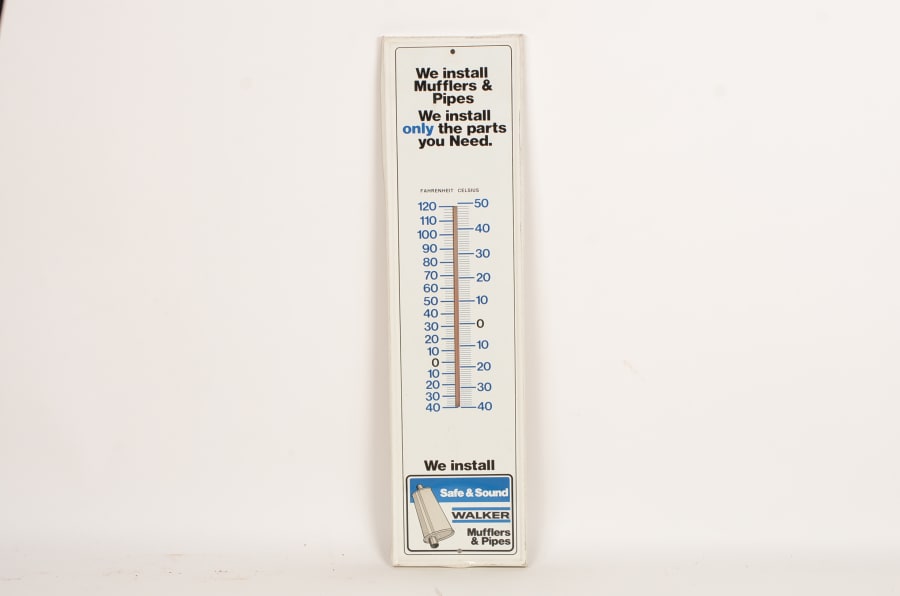 We install
Mufflers &
Pipes
We install
only the parts
you Need.
FAHRENHEIT CELSIUS
120 50
110
100 40
90 30
80
70 20
60
50 10
40
30 0
20
10 10
0 20
10
20 30
30
40 40
We install
Safe & Sound
WALKER
Mufflers
& Pipes